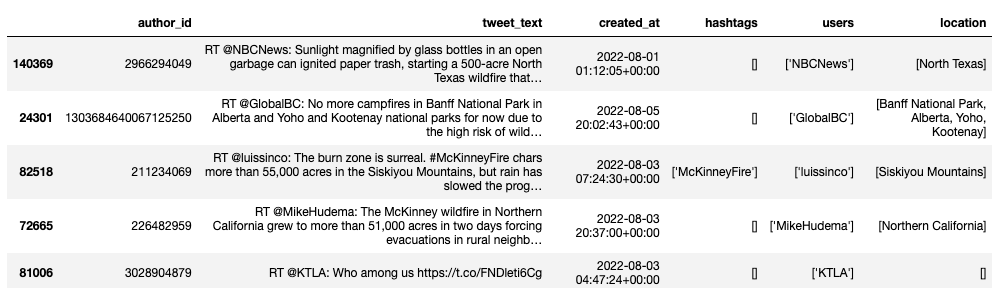 author_id tweet_text created_at hashtags users location
140369 2966294049 RT @NBCNews: Sunlight magnified by glass bottles in an open garbage can ignited paper trash, starting a 500-acre North Texas wildfire that… 2022-08-01 01:12:05+00:00 [] ['NBCNews'] [North Texas]
24301 1303684640067125250 RT @GlobalBC: No more campfires in Banff National Park in Alberta and Yoho and Kootenay national parks for now due to the high risk of wild… 2022-08-05 20:02:43+00:00 [] ['GlobalBC'] [Banff National Park, Alberta, Yoho, Kootenay]
82518 211234069 RT @luissinco: The burn zone is surreal. #McKinneyFire chars more than 55,000 acres in the Siskiyou Mountains, but rain has slowed the prog… 2022-08-03 07:24:30+00:00 ['McKinneyFire'] ['luissinco'] [Siskiyou Mountains]
72665 226482959 RT @MikeHudema: The McKinney wildfire in Northern California grew to more than 51,000 acres in two days forcing evacuations in rural neighb… 2022-08-03 20:37:00+00:00 [] ['MikeHudema'] [Northern California]
81006 3028904879 RT @KTLA: Who among us https://t.co/FNDleti6Cg 2022-08-03 04:47:24+00:00 [] ['KTLA'] []